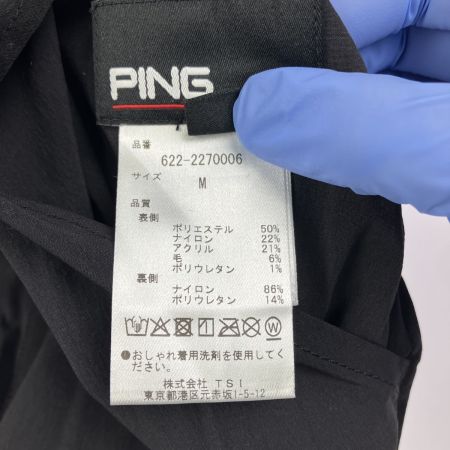 PING
品番
622-2270006
サイズ
M
品質
表側
ポリエステル 50%
ナイロン 22%
アクリル 21%
毛 6%
ポリウレタン 1%
裏側
ナイロン 86%
ポリウレタン 14%
●おしゃれ着用洗剤を使用してく
ださい。
株式会社 TSI
東京都港区元赤坂1-5-12